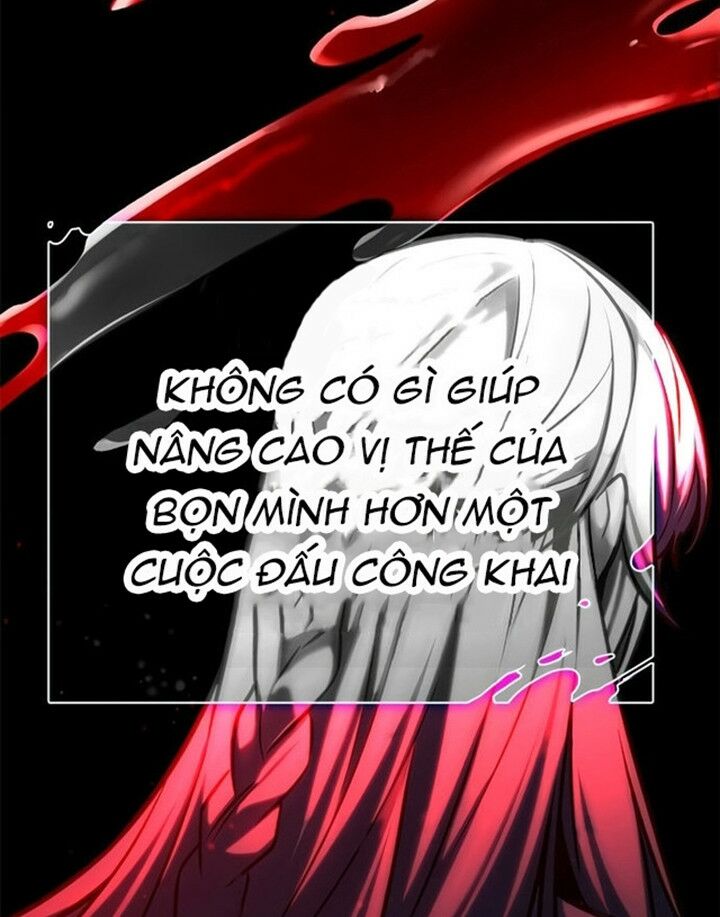 KHÔNG CÓ GÌ GIÚP
NÂNG CAO VỊ THẾ CỦA
BỌN MÌNH HƠN MỘT
CUỘC ĐẤU CÔNG KHAI